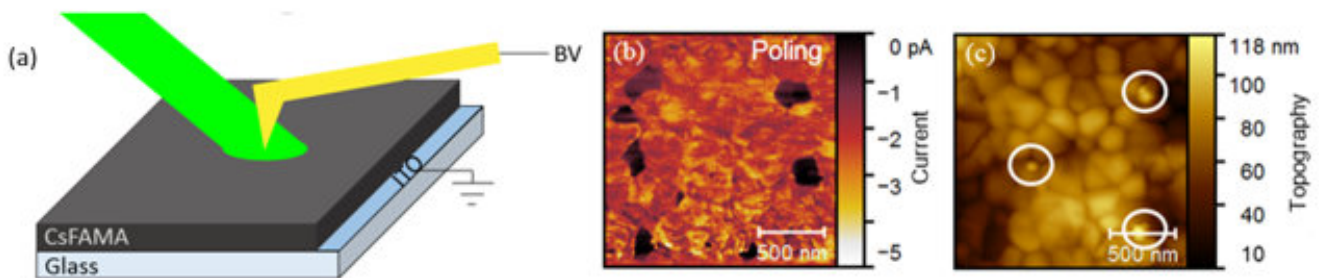 (a)
BV
ITO
CsFAMA
Glass
(b)
Poling
500 nm
0 pA
−1
−2
−3
−4
−5
Current
(c)
500 nm
118 nm
100
80
60
40
10
Topography